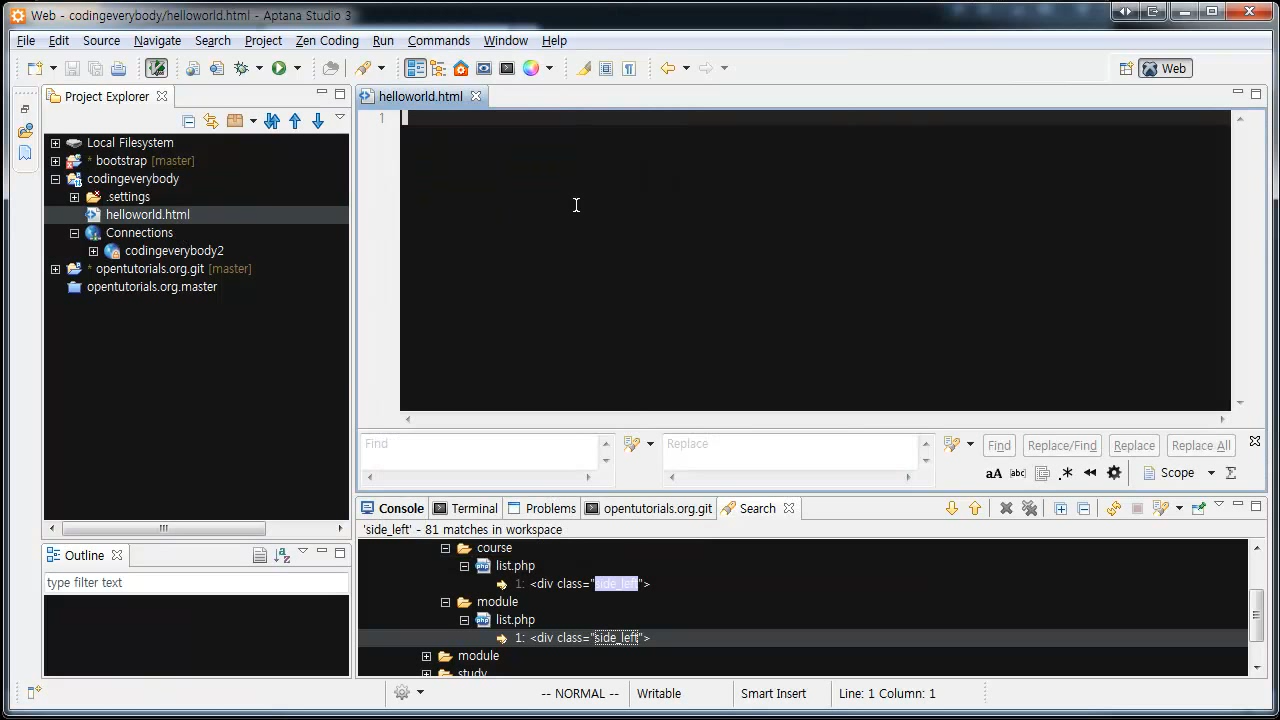 Web - codingeverybody/helloworld.html - Aptana Studio 3
File Edit Source Navigate Search Project Zen Coding Run Commands Window Help
Web
Project Explorer
Local Filesystem
* bootstrap [master]
codingeverybody
.settings
helloworld.html
Connections
codingeverybody2
* opentutorials.org.git [master]
opentutorials.org.master
Outline
type filter text
helloworld.html
1
Find
Replace
Find Replace/Find Replace Replace All
Scope
Console Terminal Problems opentutorials.org.git Search
'side_left' - 81 matches in workspace
course
list.php
1: <div class="side_left">
module
list.php
1: <div class="side_left">
module
study
-- NORMAL -- Writable Smart Insert Line: 1 Column: 1